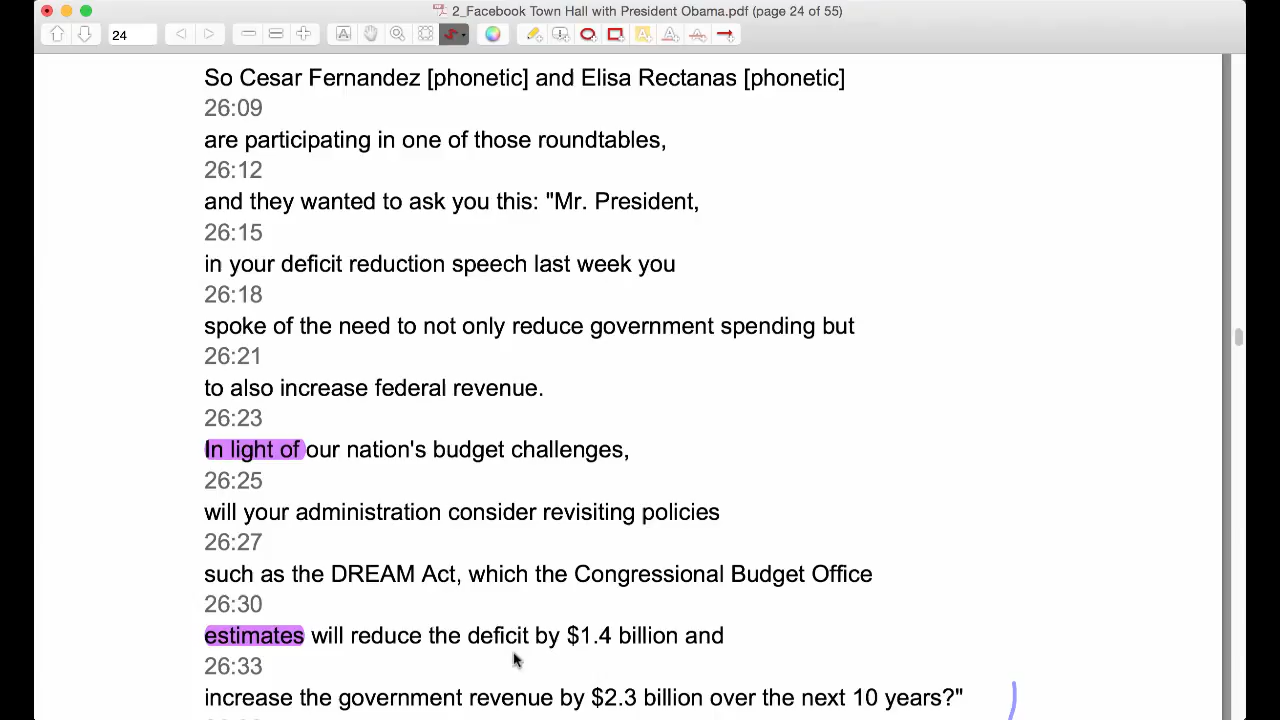 2_Facebook Town Hall with President Obama.pdf (page 24 of 55)
24
So Cesar Fernandez [phonetic] and Elisa Rectanas [phonetic]
26:09
are participating in one of those roundtables,
26:12
and they wanted to ask you this: "Mr. President,
26:15
in your deficit reduction speech last week you
26:18
spoke of the need to not only reduce government spending but
26:21
to also increase federal revenue.
26:23
In light of our nation's budget challenges,
26:25
will your administration consider revisiting policies
26:27
such as the DREAM Act, which the Congressional Budget Office
26:30
estimates will reduce the deficit by $1.4 billion and
26:33
increase the government revenue by $2.3 billion over the next 10 years?"